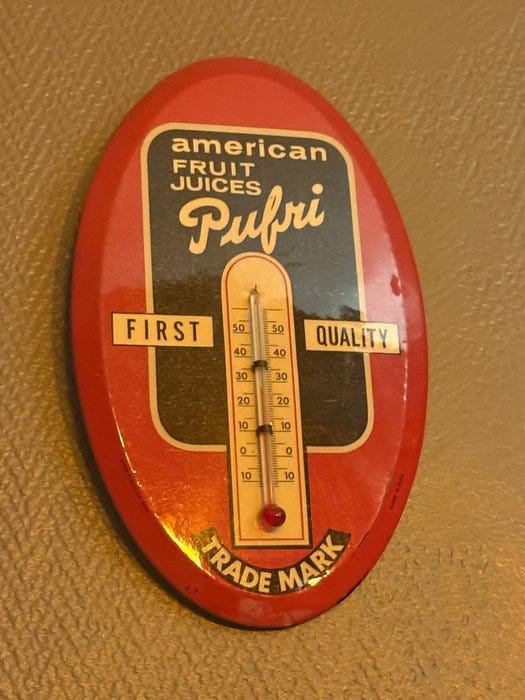 american
FRUIT
JUICES
Pufri
FIRST QUALITY
50 50
40 40
30 30
20 20
10 10
0 0
10 10
TRADE MARK